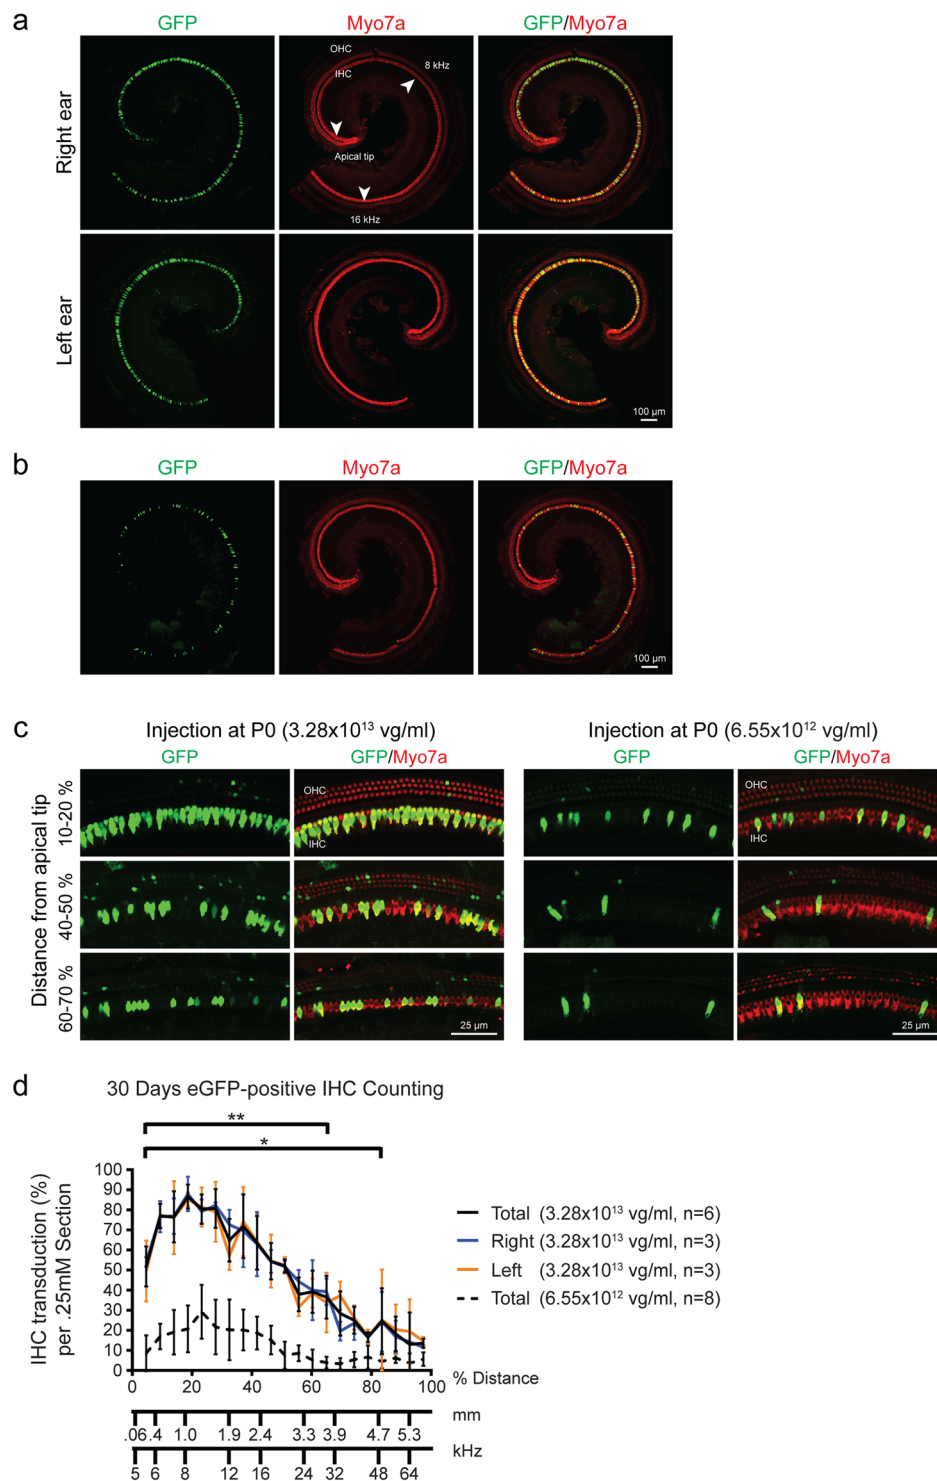 a
GFP
Myo7a
GFP/Myo7a
Right ear
OHC
IHC
8 kHz
Apical tip
16 kHz
Left ear
100 µm
b
GFP
Myo7a
GFP/Myo7a
100 µm
c
Injection at P0 (3.28x10¹³ vg/ml)
Injection at P0 (6.55x10¹² vg/ml)
GFP
GFP/Myo7a
GFP
GFP/Myo7a
Distance from apical tip
10-20 %
OHC
IHC
OHC
IHC
40-50 %
60-70 %
25 µm
25 µm
d
30 Days eGFP-positive IHC Counting
**
*
IHC transduction (%)
per .25mM Section
100
90
80
70
60
50
40
30
20
10
0
0 20 40 60 80 100
% Distance
Total (3.28x10¹³ vg/ml, n=6)
Right (3.28x10¹³ vg/ml, n=3)
Left (3.28x10¹³ vg/ml, n=3)
Total (6.55x10¹² vg/ml, n=8)
mm
.06 .4 1.0 1.9 2.4 3.3 3.9 4.7 5.3
kHz
5 6 8 12 16 24 32 48 64